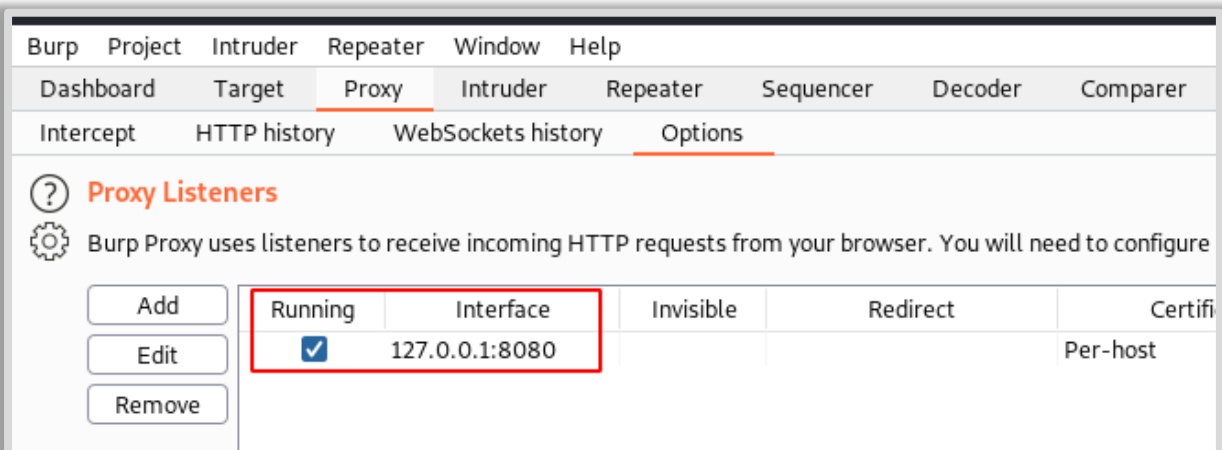 Burp Project Intruder Repeater Window Help
Dashboard Target Proxy Intruder Repeater Sequencer Decoder Comparer
Intercept HTTP history WebSockets history Options
? Proxy Listeners
Burp Proxy uses listeners to receive incoming HTTP requests from your browser. You will need to configure
Add Running Interface Invisible Redirect Certifi
Edit 127.0.0.1:8080 Per-host
Remove